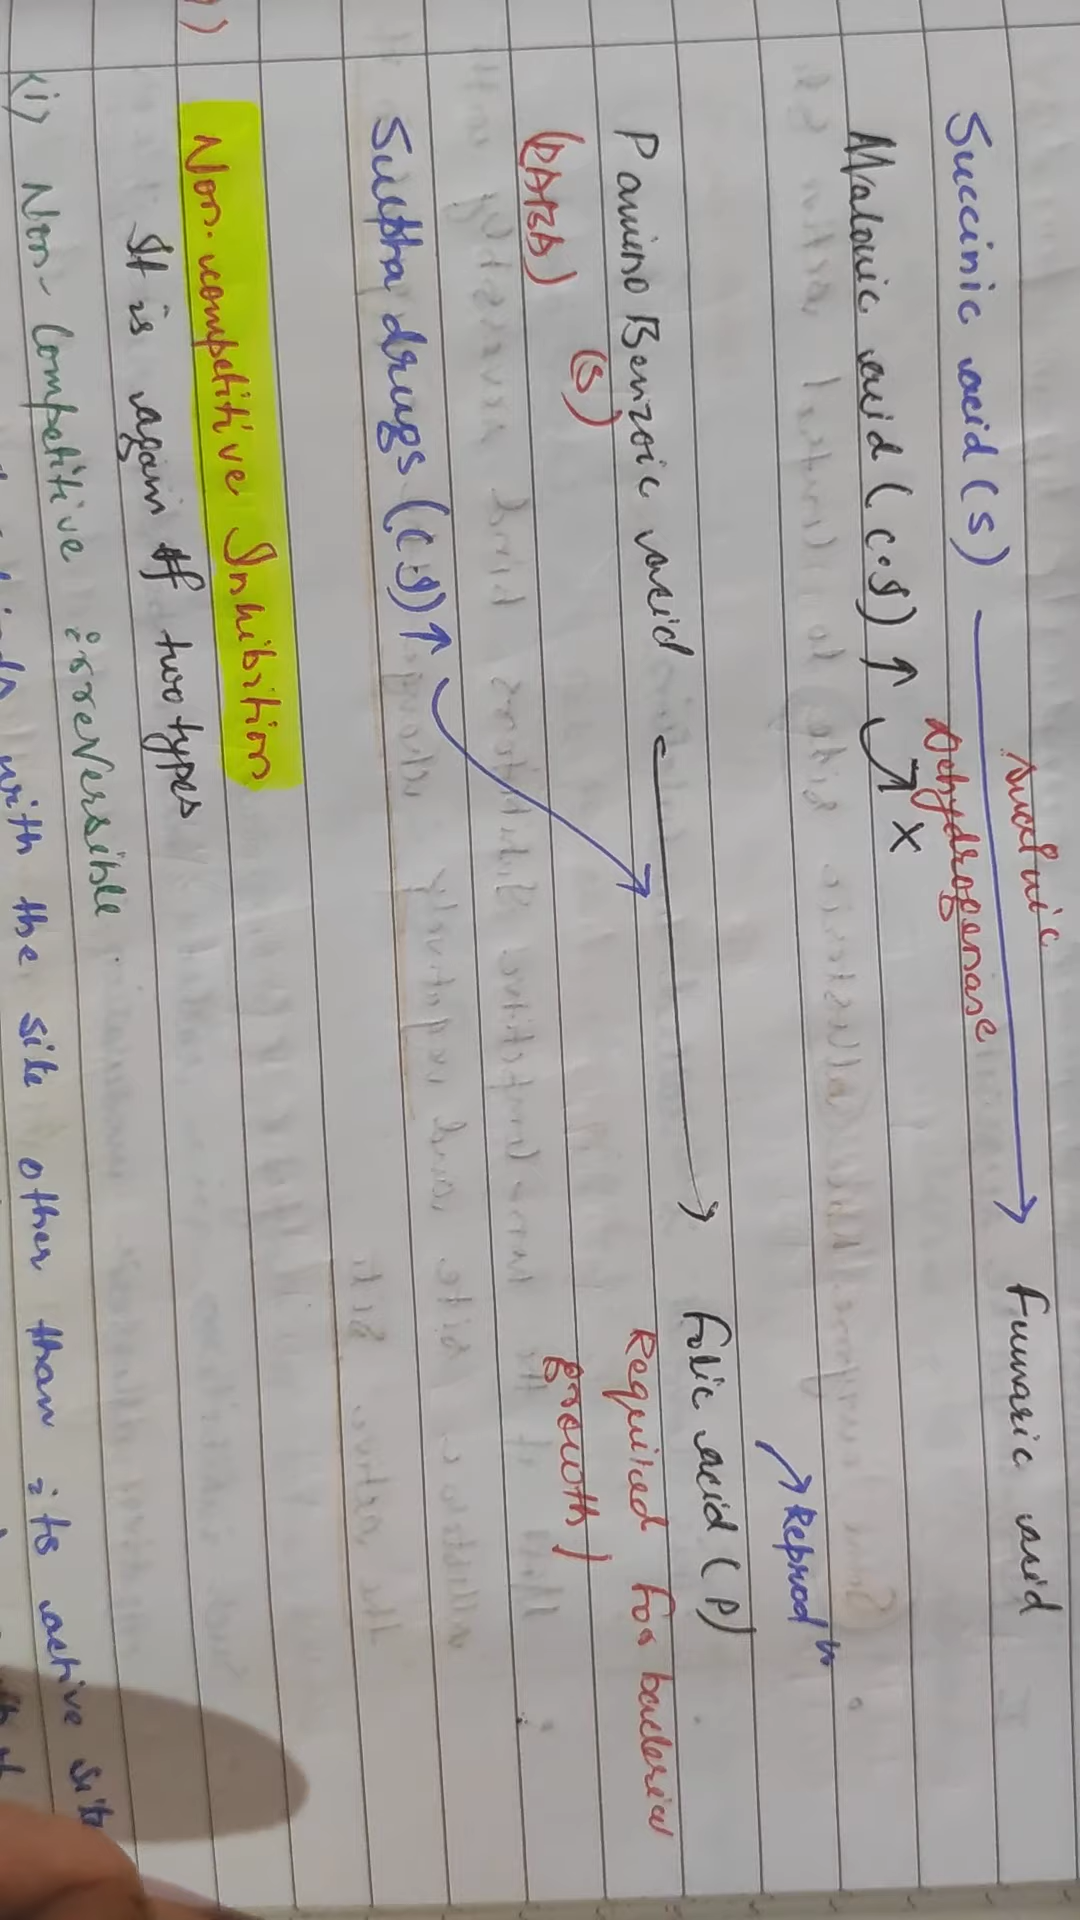 Succinic
Succinic acid (S) → Fumaric acid
Dehydrogenase
Malonic acid (C.I) ↑ → X
↗ Reprodn
P amino Benzoic acid → Folic acid (P)
(PABA) (S) Required for bacterial
growth)
Sulpha drugs (C.I) ↑
Non-competitive Inhibition
It is again of two types
(i) Non-Competitive irreversible
with the site other than its active site